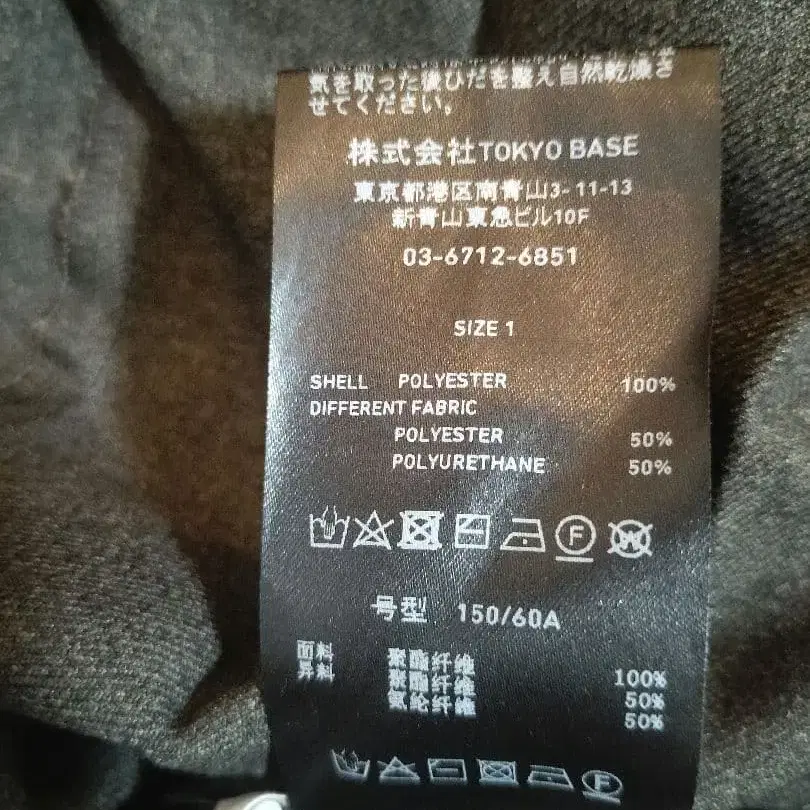 気を取った後ひだを整え自然乾燥さ
せてください。
株式会社TOKYO BASE
東京都港区南青山3-11-13
新青山東急ビル10F
03-6712-6851
SIZE 1
SHELL POLYESTER 100%
DIFFERENT FABRIC
POLYESTER 50%
POLYURETHANE 50%
F W
号型 150/60A
面料 聚酯纤维 100%
异料 聚酯纤维 50%
氨纶纤维 50%
F